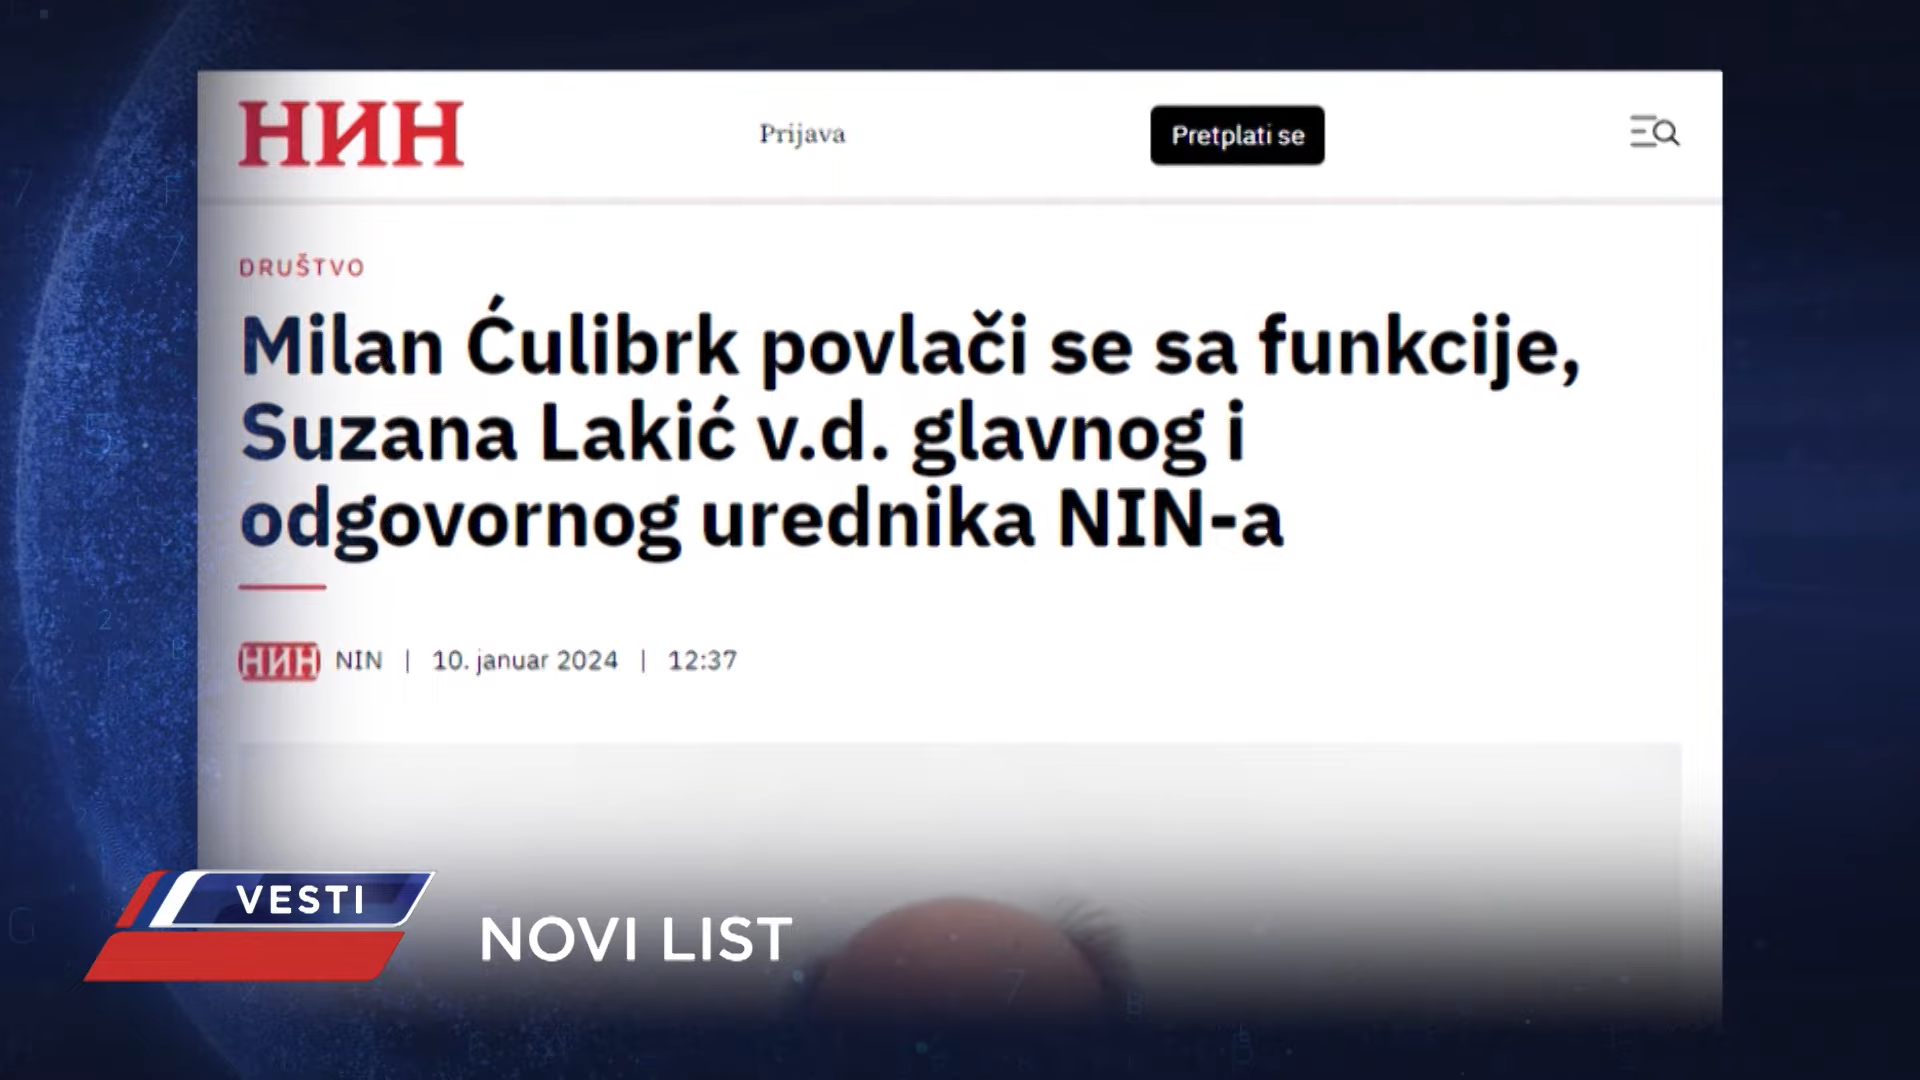 НИН
Prijava
Pretplati se
DRUŠTVO
Milan Ćulibrk povlači se sa funkcije,
Suzana Lakić v.d. glavnog i
odgovornog urednika NIN-a
НИН NIN | 10. januar 2024 | 12:37
VESTI
NOVI LIST